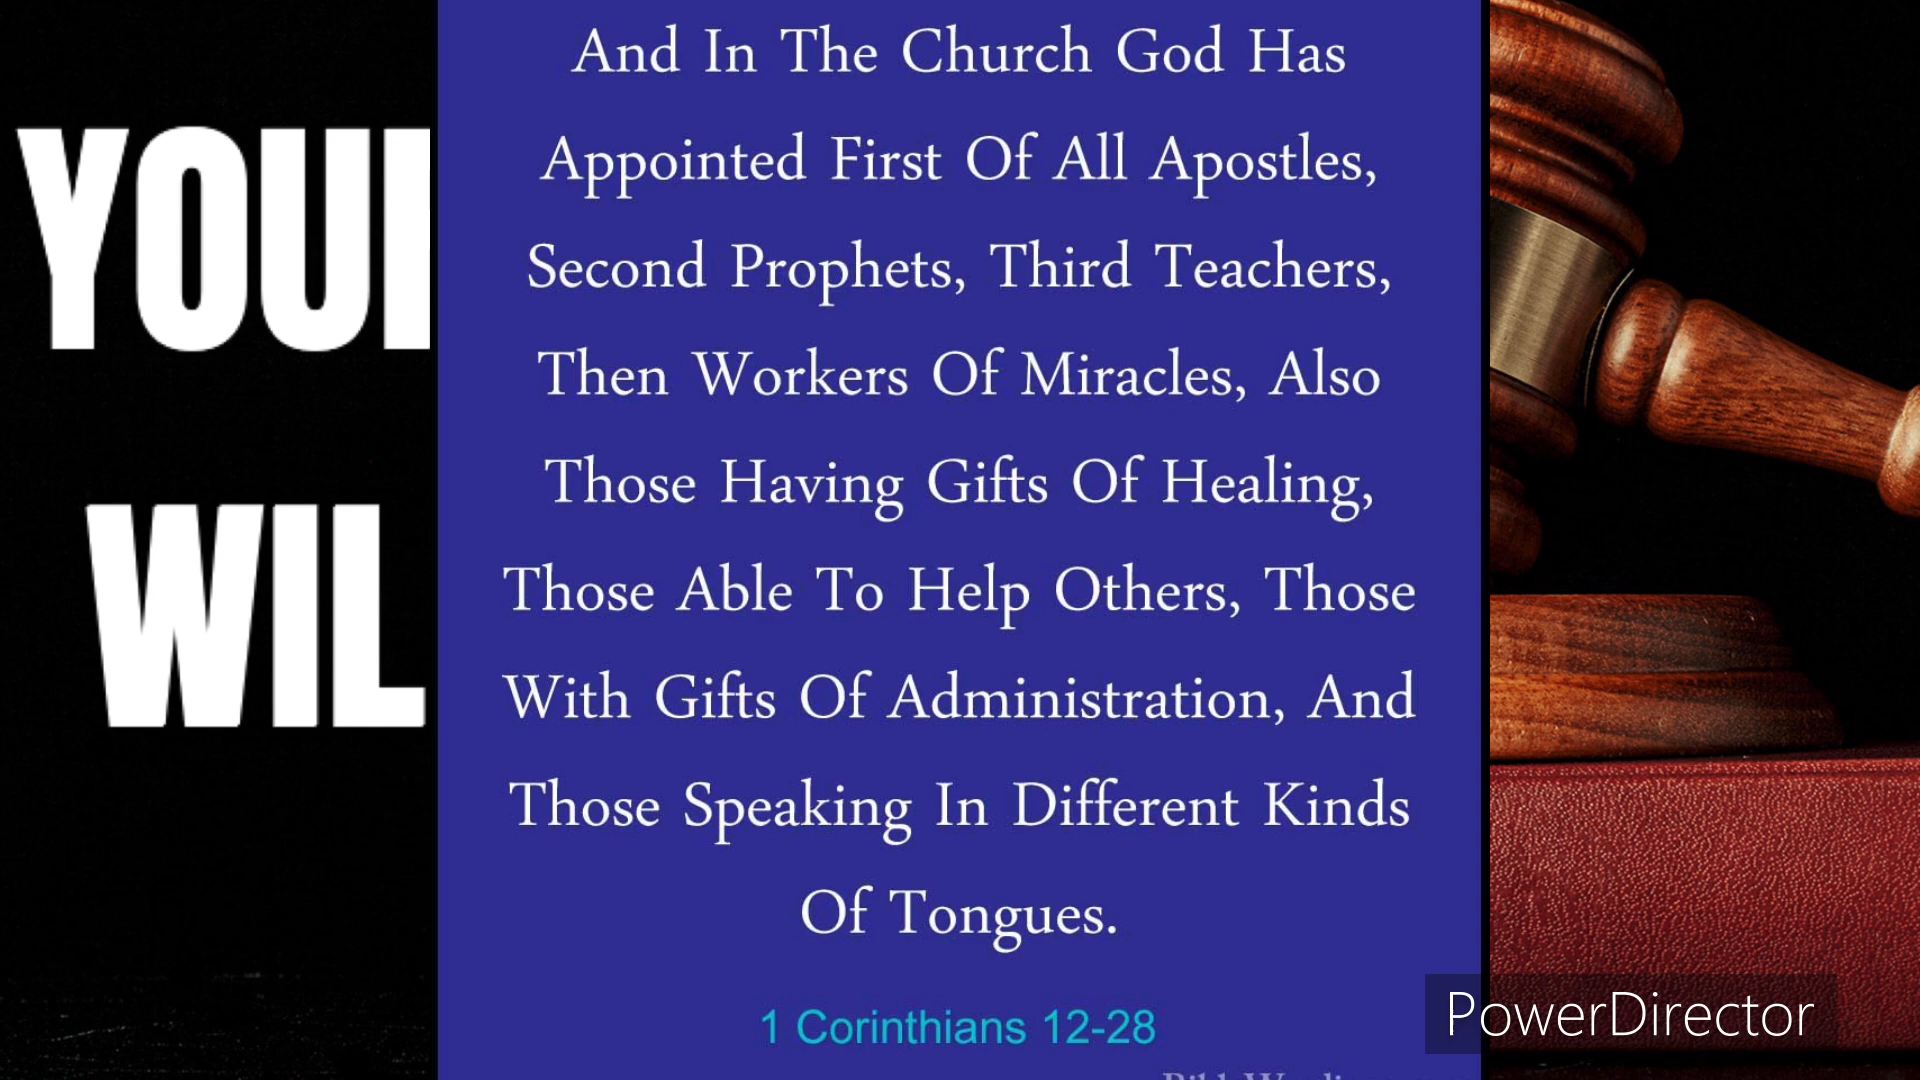 YOU
WIL
And In The Church God Has
Appointed First Of All Apostles,
Second Prophets, Third Teachers,
Then Workers Of Miracles, Also
Those Having Gifts Of Healing,
Those Able To Help Others, Those
With Gifts Of Administration, And
Those Speaking In Different Kinds
Of Tongues.
1 Corinthians 12-28
PowerDirector